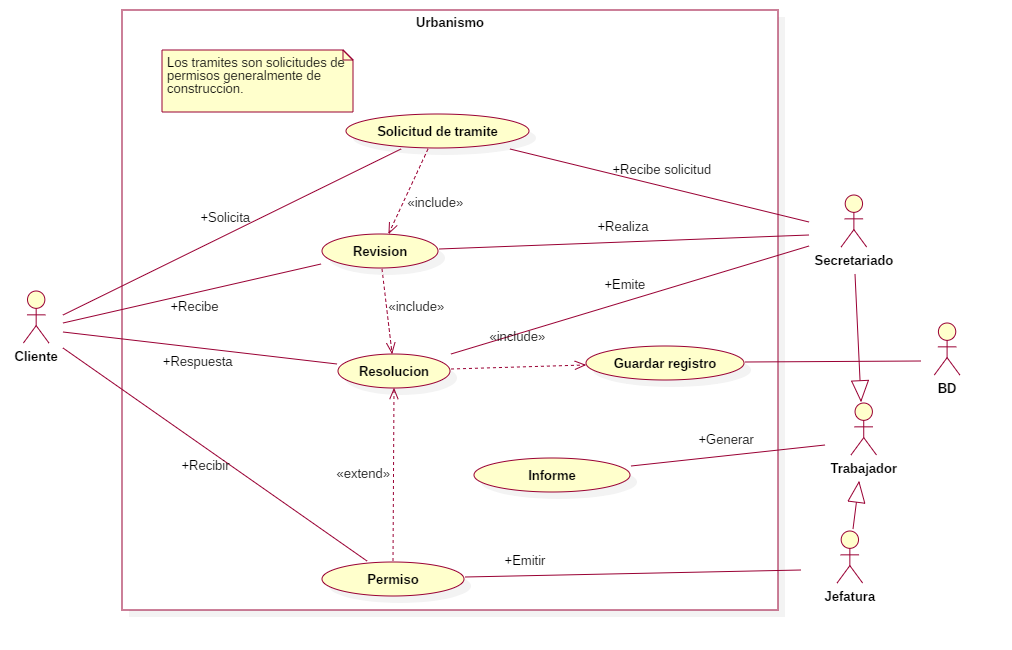 Urbanismo
Los tramites son solicitudes de
permisos generalmente de
construccion.
Solicitud de tramite
+Recibe solicitud
«include»
+Solicita
+Realiza
Revision
Secretariado
+Emite
+Recibe
«include»
«include»
Cliente
+Respuesta
Resolucion
Guardar registro
BD
+Generar
+Recibir
Trabajador
«extend»
Informe
+Emitir
Permiso
Jefatura